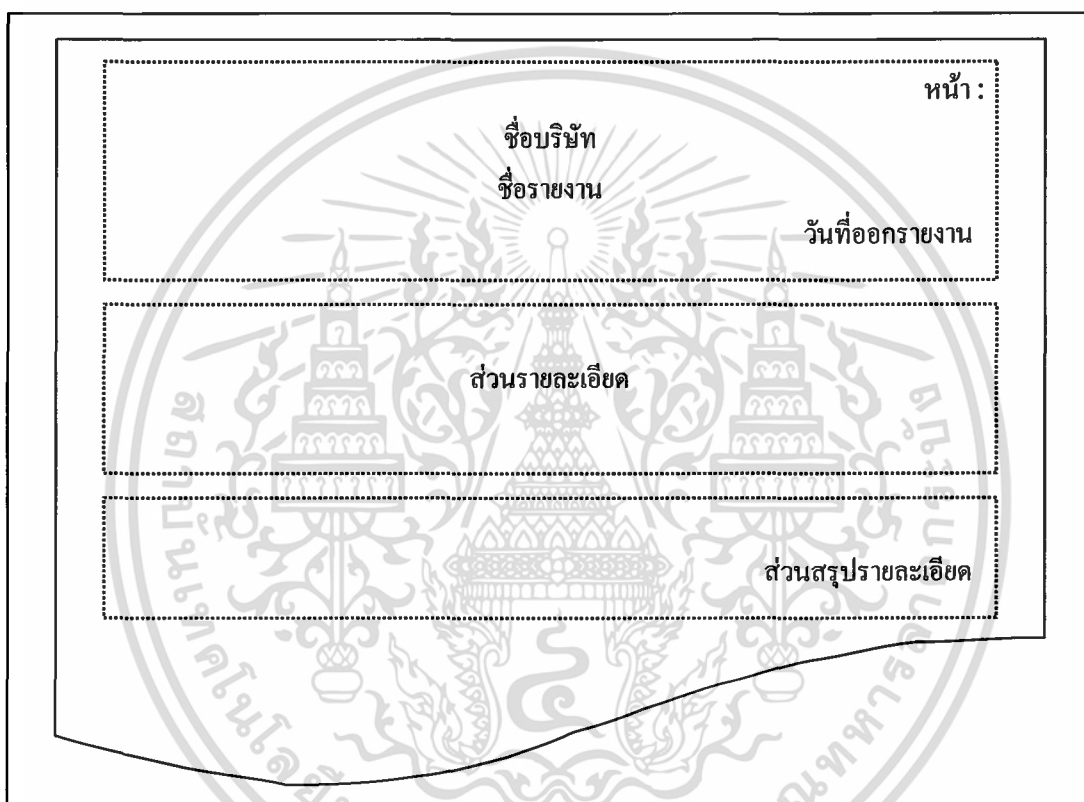 หน้า :
ชื่อบริษัท
ชื่อรายงาน
วันที่ออกรายงาน
ส่วนรายละเอียด
ส่วนสรุปรายละเอียด